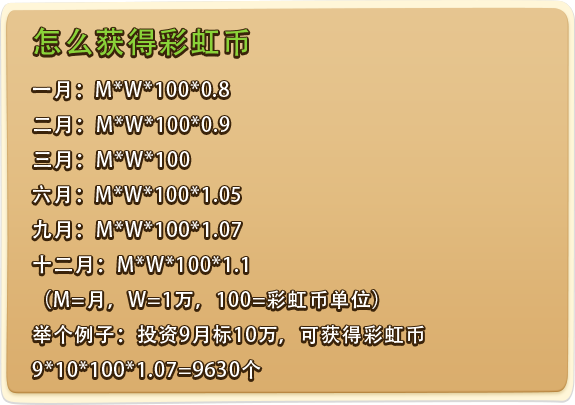 怎么获得彩虹币
一月：M*W*100*0.8
二月：M*W*100*0.9
三月：M*W*100
六月：M*W*100*1.05
九月：M*W*100*1.07
十二月：M*W*100*1.1
（M=月，W=1万，100=彩虹币单位）
举个例子：投资9月标10万，可获得彩虹币
9*10*100*1.07=9630个